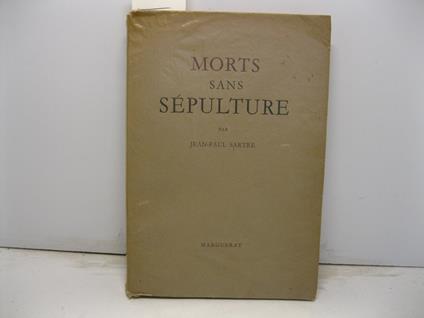 MORTS
SANS
SÉPULTURE
PAR
JEAN-PAUL SARTRE
MARGUERAT